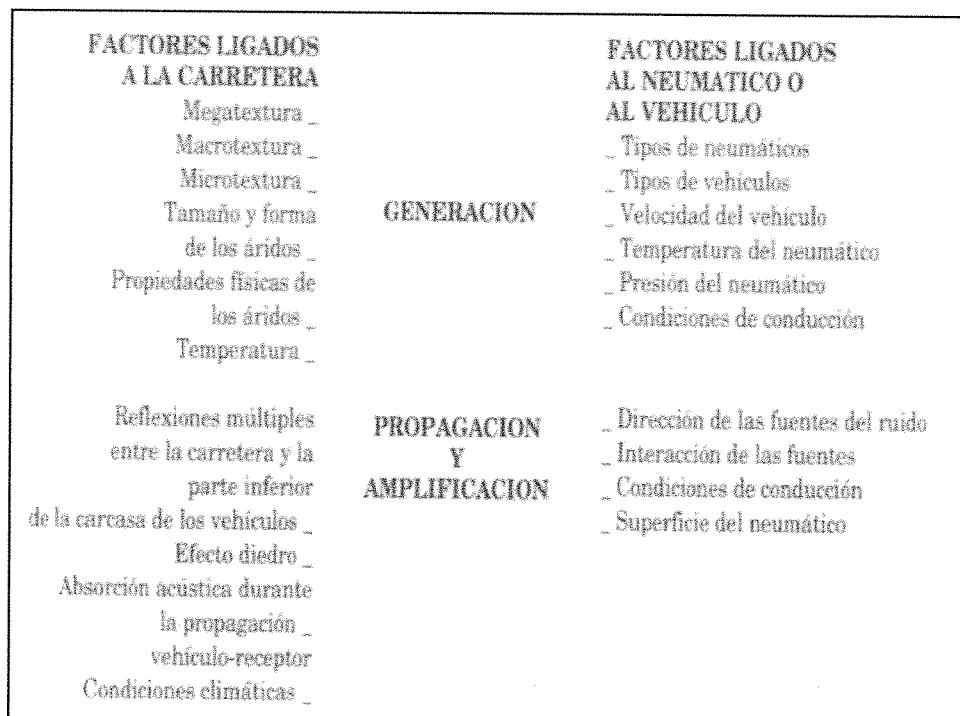 FACTORES LIGADOS
A LA CARRETERA
Megatextura _
Macrotextura _
Microtextura _
Tamaño y forma
de los áridos _
Propiedades físicas de
los áridos _
Temperatura _
GENERACION
FACTORES LIGADOS
AL NEUMATICO O
AL VEHICULO
_ Tipos de neumáticos
_ Tipos de vehículos
_ Velocidad del vehículo
_ Temperatura del neumático
_ Presión del neumático
_ Condiciones de conducción
Reflexiones múltiples
entre la carretera y la
parte inferior
de la carcasa de los vehículos _
Efecto diedro _
Absorción acústica durante
la propagación _
vehículo-receptor
Condiciones climáticas _
PROPAGACION
Y
AMPLIFICACION
_ Dirección de las fuentes del ruido
_ Interacción de las fuentes
_ Condiciones de conducción
_ Superficie del neumático